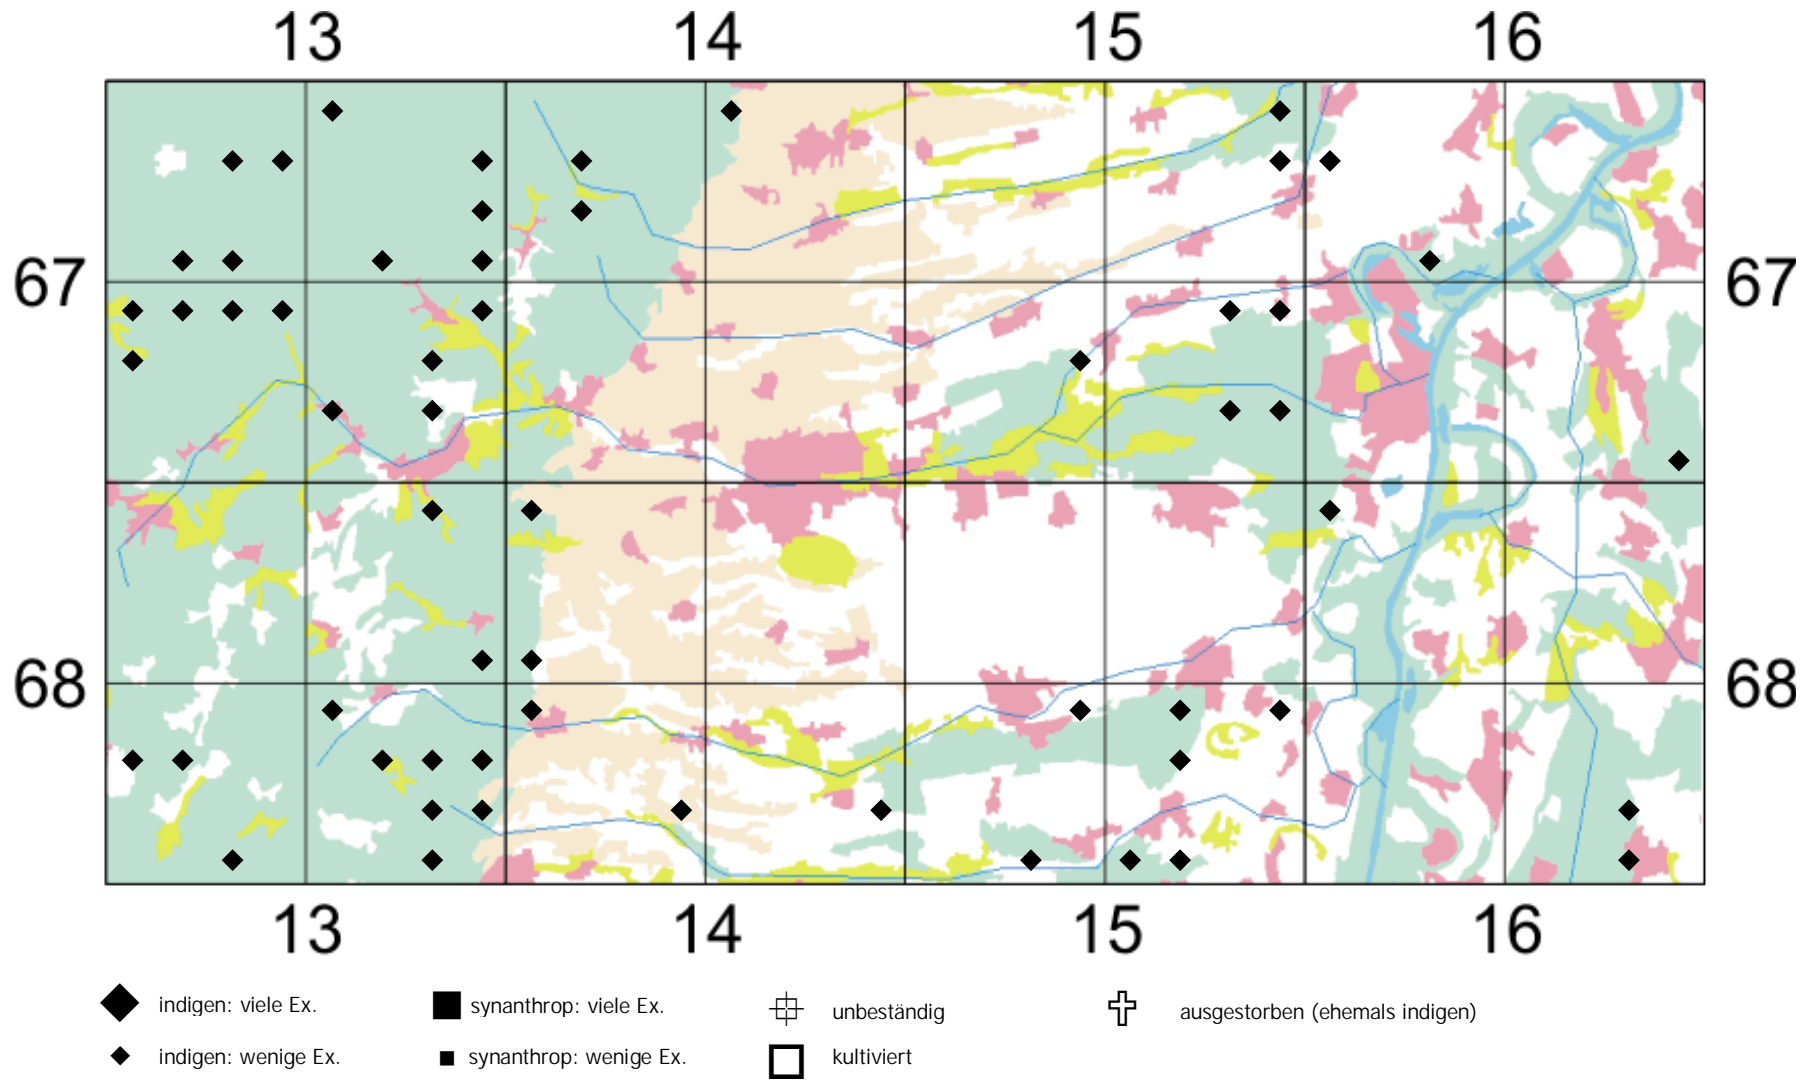 13 14 15 16
67 67
68 68
13 14 15 16
indigen: viele Ex. synanthrop: viele Ex. unbeständig ausgestorben (ehemals indigen)
indigen: wenige Ex. synanthrop: wenige Ex. kultiviert